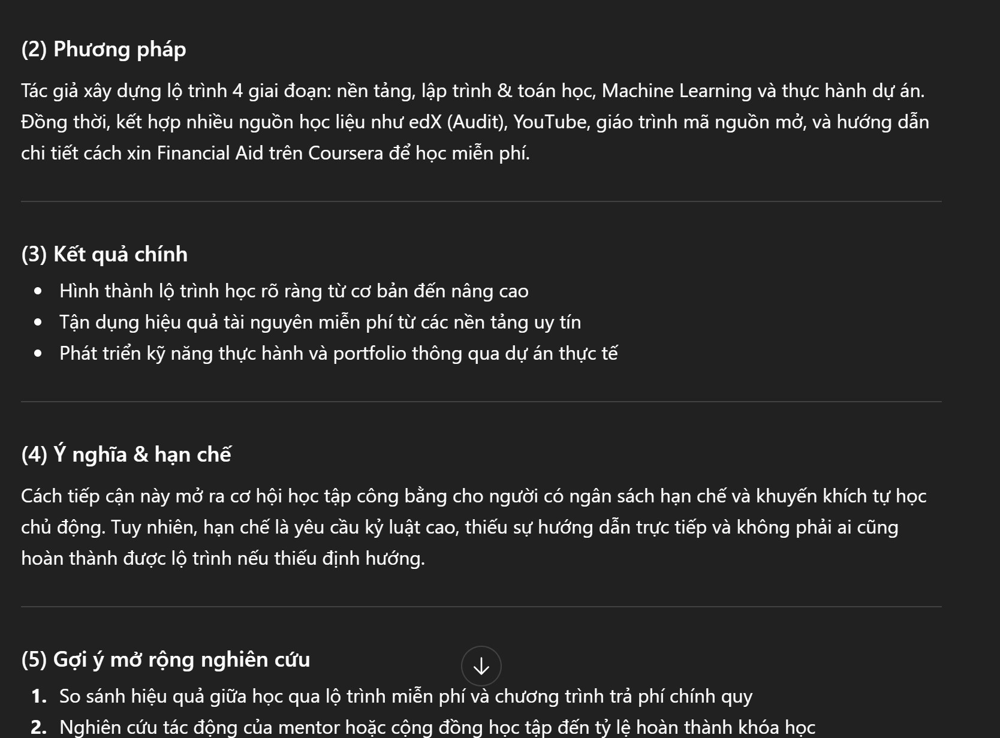 (2) Phương pháp
Tác giả xây dựng lộ trình 4 giai đoạn: nền tảng, lập trình & toán học, Machine Learning và thực hành dự án.
Đồng thời, kết hợp nhiều nguồn học liệu như edX (Audit), YouTube, giáo trình mã nguồn mở, và hướng dẫn
chi tiết cách xin Financial Aid trên Coursera để học miễn phí.
(3) Kết quả chính
• Hình thành lộ trình học rõ ràng từ cơ bản đến nâng cao
• Tận dụng hiệu quả tài nguyên miễn phí từ các nền tảng uy tín
• Phát triển kỹ năng thực hành và portfolio thông qua dự án thực tế
(4) Ý nghĩa & hạn chế
Cách tiếp cận này mở ra cơ hội học tập công bằng cho người có ngân sách hạn chế và khuyến khích tự học
chủ động. Tuy nhiên, hạn chế là yêu cầu kỷ luật cao, thiếu sự hướng dẫn trực tiếp và không phải ai cũng
hoàn thành được lộ trình nếu thiếu định hướng.
(5) Gợi ý mở rộng nghiên cứu
1. So sánh hiệu quả giữa học qua lộ trình miễn phí và chương trình trả phí chính quy
2. Nghiên cứu tác động của mentor hoặc cộng đồng học tập đến tỷ lệ hoàn thành khóa học